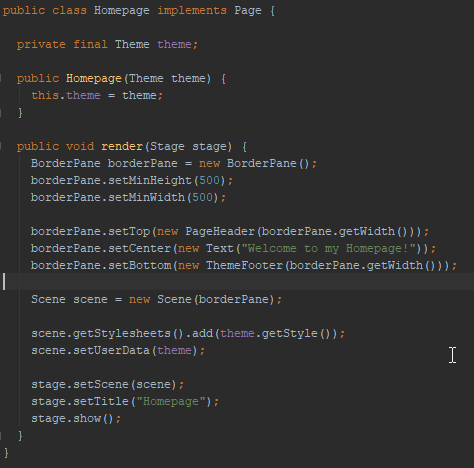 public class Homepage implements Page {
private final Theme theme;
public Homepage(Theme theme) {
this.theme = theme;
}
public void render(Stage stage) {
BorderPane borderPane = new BorderPane();
borderPane.setMinHeight(500);
borderPane.setMinWidth(500);
borderPane.setTop(new PageHeader(borderPane.getWidth()));
borderPane.setCenter(new Text("Welcome to my Homepage!"));
borderPane.setBottom(new ThemeFooter(borderPane.getWidth()));
Scene scene = new Scene(borderPane);
scene.getStylesheets().add(theme.getStyle());
scene.setUserData(theme);
stage.setScene(scene);
stage.setTitle("Homepage");
stage.show();
}
}